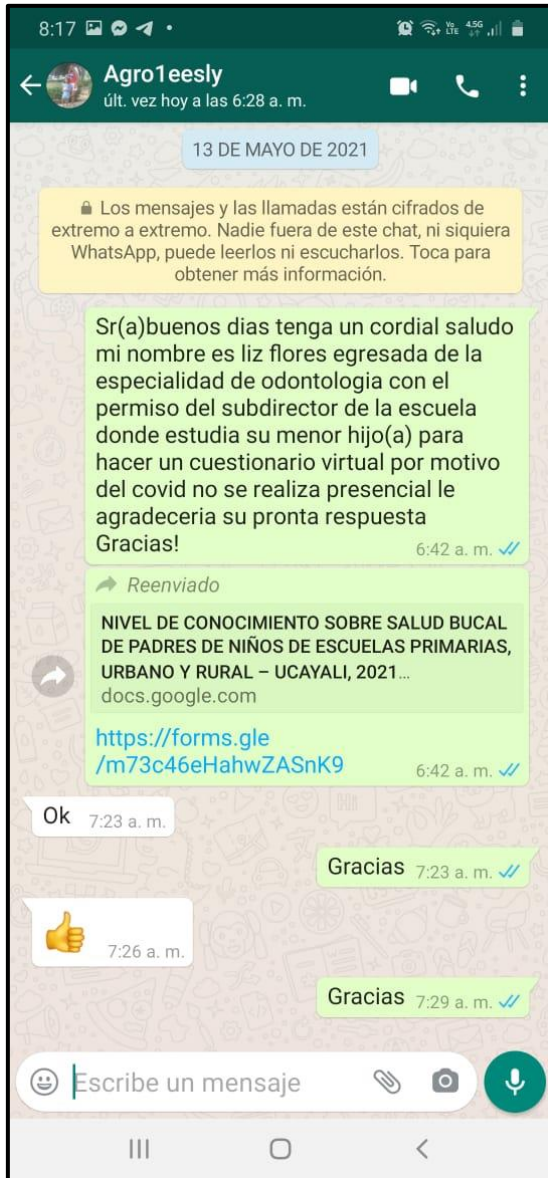 8:17
Vo
LTE
4.5G
Agro1eesly
últ. vez hoy a las 6:28 a. m.
13 DE MAYO DE 2021
Los mensajes y las llamadas están cifrados de
extremo a extremo. Nadie fuera de este chat, ni siquiera
WhatsApp, puede leerlos ni escucharlos. Toca para
obtener más información.
Sr(a)buenos dias tenga un cordial saludo
mi nombre es liz flores egresada de la
especialidad de odontologia con el
permiso del subdirector de la escuela
donde estudia su menor hijo(a) para
hacer un cuestionario virtual por motivo
del covid no se realiza presencial le
agradeceria su pronta respuesta
Gracias!
6:42 a. m.
Reenviado
NIVEL DE CONOCIMIENTO SOBRE SALUD BUCAL
DE PADRES DE NIÑOS DE ESCUELAS PRIMARIAS,
URBANO Y RURAL – UCAYALI, 2021...
docs.google.com
https://forms.gle
/m73c46eHahwZASnK9
6:42 a. m.
Ok 7:23 a. m.
Gracias 7:23 a. m.
7:26 a. m.
Gracias 7:29 a. m.
Escribe un mensaje